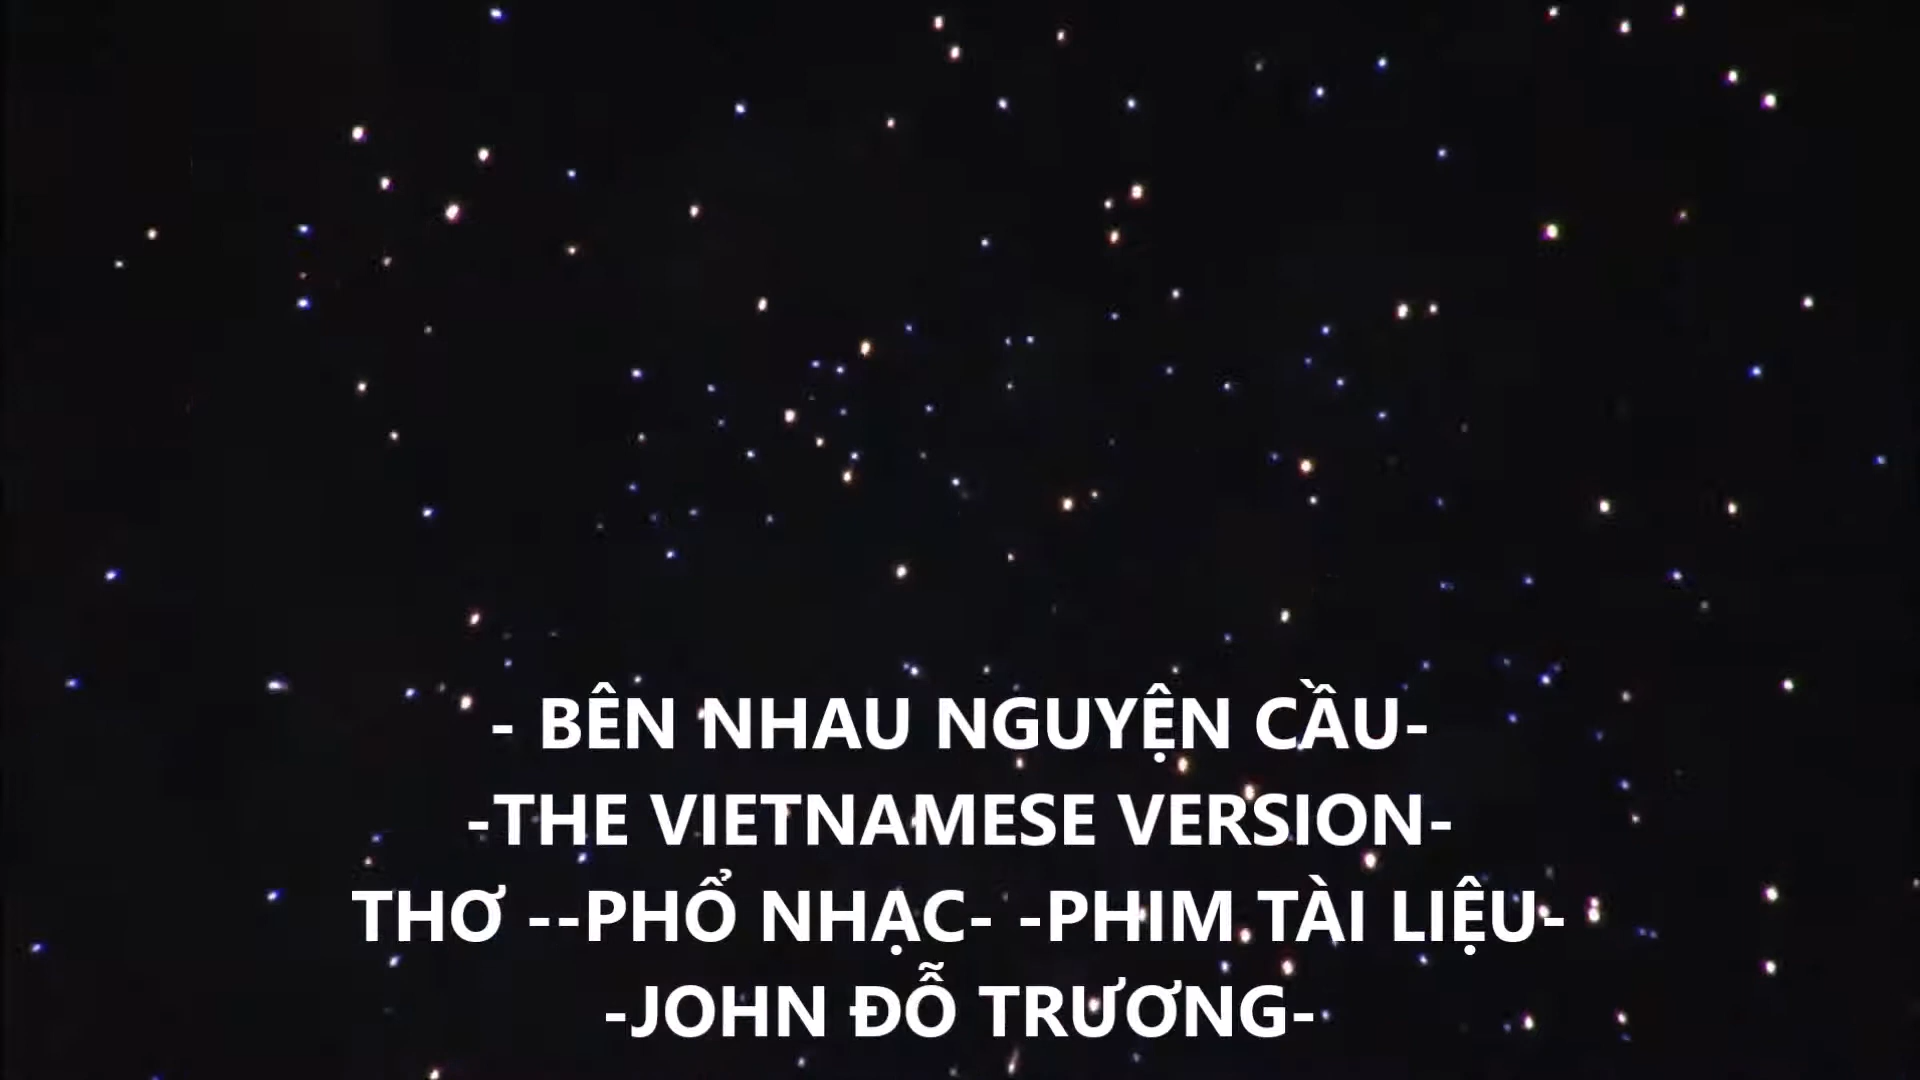 - BÊN NHAU NGUYỆN CẦU-
-THE VIETNAMESE VERSION-
THƠ --PHỔ NHẠC- -PHIM TÀI LIỆU-
-JOHN ĐỖ TRƯƠNG-